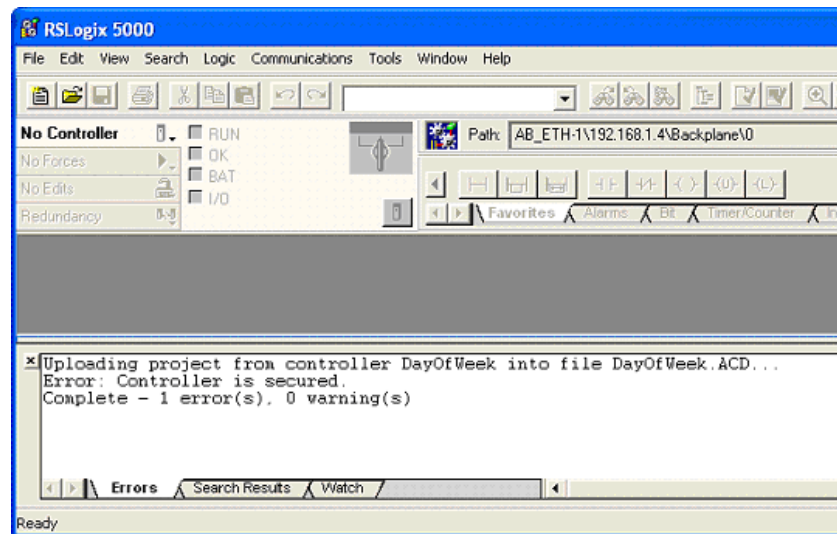 RSLogix 5000
File Edit View Search Logic Communications Tools Window Help
No Controller
RUN
Path: AB_ETH-1\192.168.1.4\Backplane\0
No Forces
OK
No Edits
BAT
Redundancy
I/O
Favorites Alarms Bit Timer/Counter
Uploading project from controller DayOfWeek into file DayOfWeek.ACD...
Error: Controller is secured.
Complete - 1 error(s), 0 warning(s)
Errors Search Results Watch
Ready